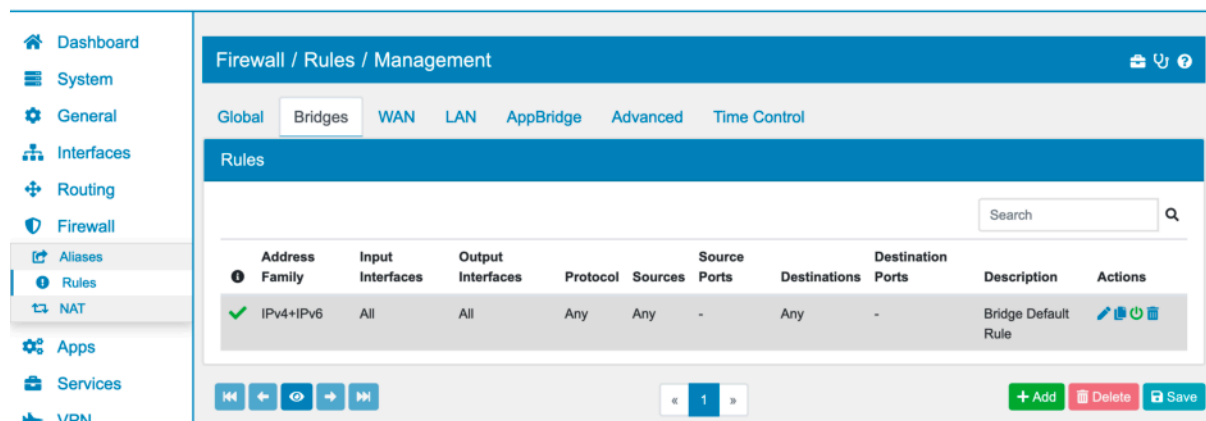 Dashboard
System
General
Interfaces
Routing
Firewall
Aliases
Rules
NAT
Apps
Services
VPN
Firewall / Rules / Management
Global Bridges WAN LAN AppBridge Advanced Time Control
Rules
Search
Address Family Input Interfaces Output Interfaces Protocol Sources Source Ports Destinations Destination Ports Description Actions
IPv4+IPv6 All All Any Any - Any - Bridge Default Rule
« 1 »
Add Delete Save